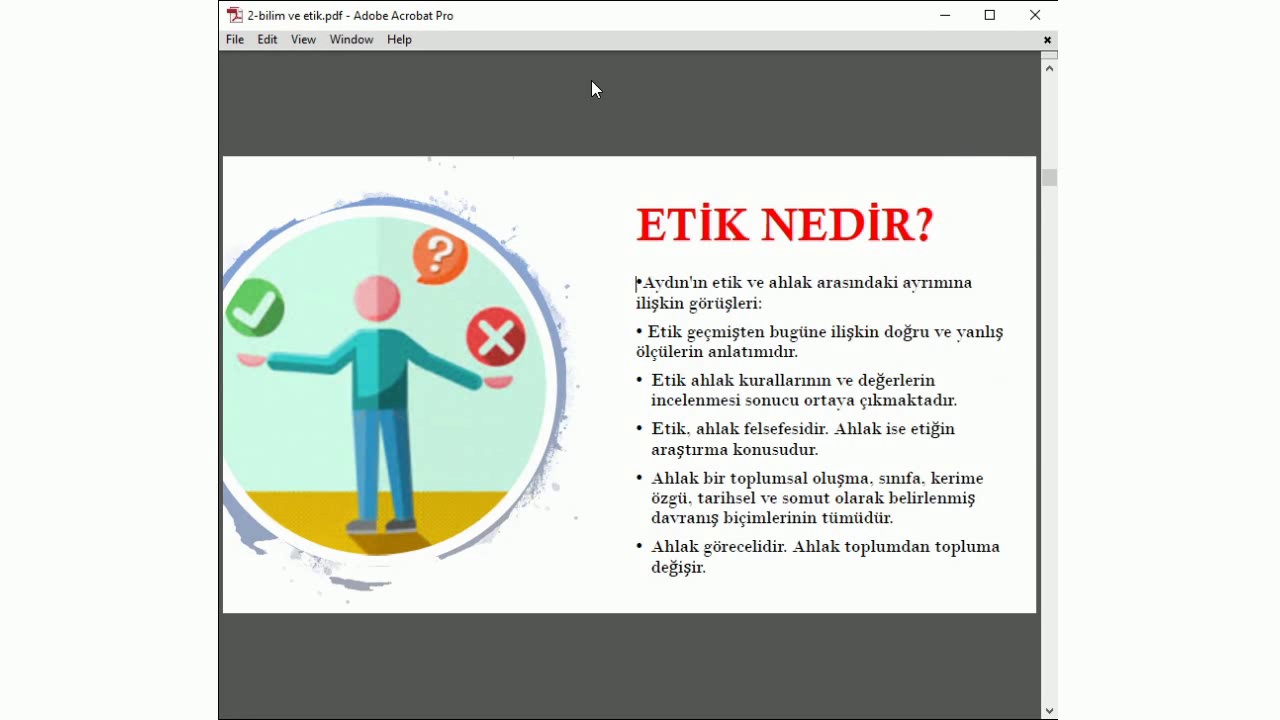 2-bilim ve etik.pdf - Adobe Acrobat Pro
File Edit View Window Help
ETİK NEDİR?
•Aydın'ın etik ve ahlak arasındaki ayrımına
ilişkin görüşleri:
• Etik geçmişten bugüne ilişkin doğru ve yanlış
ölçülerin anlatımıdır.
• Etik ahlak kurallarının ve değerlerin
incelenmesi sonucu ortaya çıkmaktadır.
• Etik, ahlak felsefesidir. Ahlak ise etiğin
araştırma konusudur.
• Ahlak bir toplumsal oluşma, sınıfa, kerime
özgü, tarihsel ve somut olarak belirlenmiş
davranış biçimlerinin tümüdür.
• Ahlak görecelidir. Ahlak toplumdan topluma
değişir.